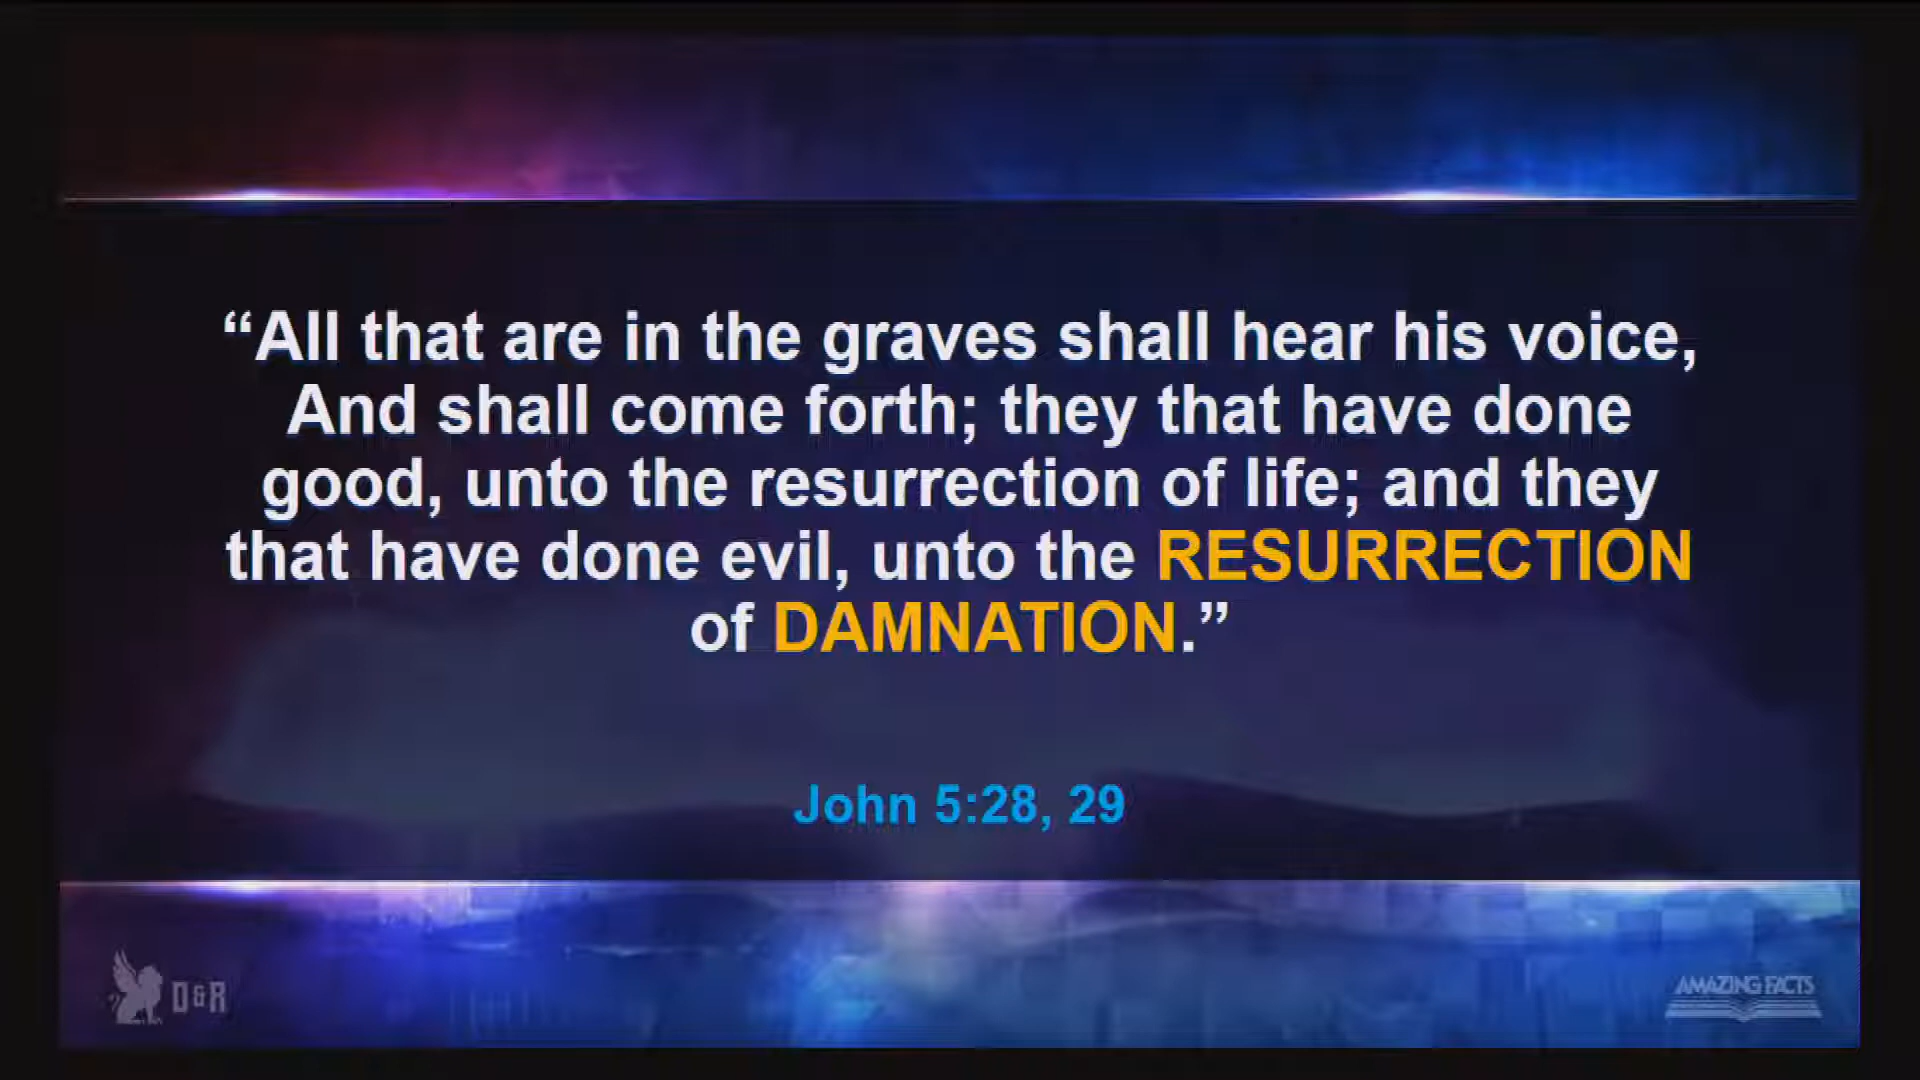 “All that are in the graves shall hear his voice,
And shall come forth; they that have done
good, unto the resurrection of life; and they
that have done evil, unto the RESURRECTION
of DAMNATION.”
John 5:28, 29
D&R
AMAZING FACTS